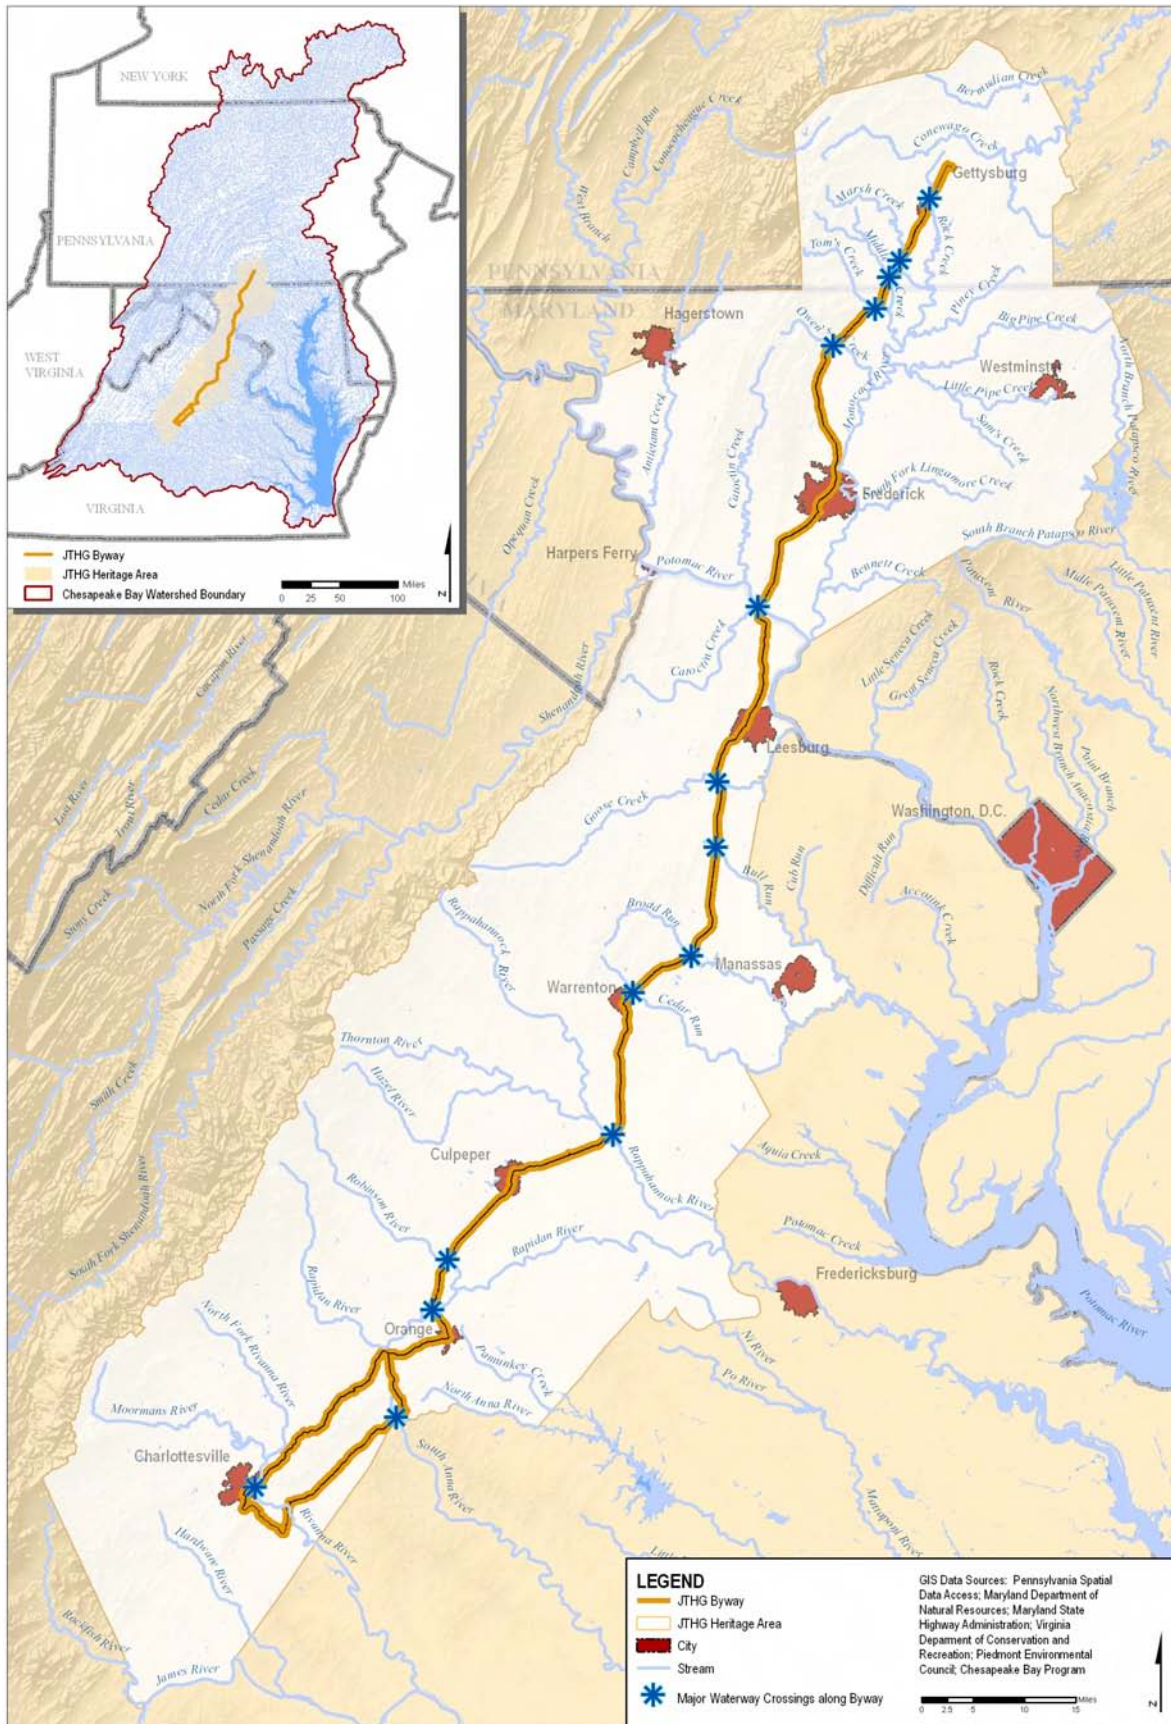 NEW YORK
PENNSYLVANIA
WEST
VIRGINIA
VIRGINIA
JTHG Byway
JTHG Heritage Area
Chesapeake Bay Watershed Boundary
Miles
0 25 50 100
N
Bermudian Creek
Campbell Run
Conococheague Creek
Conewago Creek
West Branch
Gettysburg
Marsh Creek
Rock Creek
Middle Creek
Tom's Creek
PENNSYLVANIA
MARYLAND
Piney Creek
Hagerstown
Owen's Creek
Big Pipe Creek
Westminster
North Branch Patapsco River
Little Pipe Creek
Monocacy River
Sam's Creek
Antietam Creek
Catoctin Creek
Opequan Creek
Frederick
South Fork Linganore Creek
South Branch Patapsco River
Harpers Ferry
Potomac River
Bennett Creek
Patuxent River
Little Patuxent River
Catoctin Creek
Little Seneca Creek
Great Seneca Creek
Rock Creek
Cacapon River
Shenandoah River
Northwest Branch Anacostia
Paint Branch
Leesburg
Lost River
Trout River
Cedar Creek
Goose Creek
Washington, D.C.
North Fork Shenandoah River
Bull Run
Cub Run
Difficult Run
Stony Creek
Passage Creek
Rappahannock River
Broad Run
Accotink Creek
Manassas
Warrenton
Cedar Run
Thornton River
Smith Creek
Hazel River
Culpeper
Aquia Creek
Robinson River
Rappahannock River
South Fork Shenandoah River
Rapidan River
Potomac Creek
Rapidan River
Fredericksburg
Potomac River
North Fork Rivanna River
Orange
Ni River
Pamunkey Creek
Po River
Moormans River
North Anna River
Charlottesville
South Anna River
Mattaponi River
Rivanna River
Hardware River
Rockfish River
James River
LEGEND
JTHG Byway
JTHG Heritage Area
City
Stream
Major Waterway Crossings along Byway
GIS Data Sources: Pennsylvania Spatial
Data Access; Maryland Department of
Natural Resources; Maryland State
Highway Administration; Virginia
Deparment of Conservation and
Recreation; Piedmont Environmental
Council; Chesapeake Bay Program
Miles
0 2.5 5 10 15
N